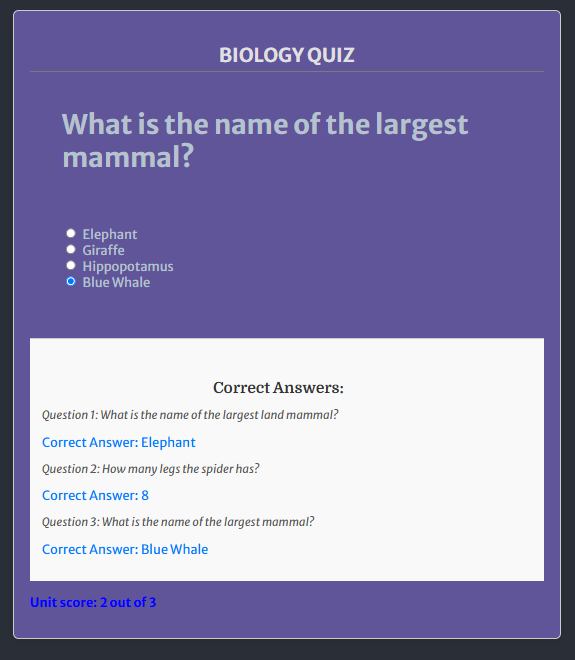 BIOLOGY QUIZ
What is the name of the largest
mammal?
Elephant
Giraffe
Hippopotamus
Blue Whale
Correct Answers:
Question 1: What is the name of the largest land mammal?
Correct Answer: Elephant
Question 2: How many legs the spider has?
Correct Answer: 8
Question 3: What is the name of the largest mammal?
Correct Answer: Blue Whale
Unit score: 2 out of 3